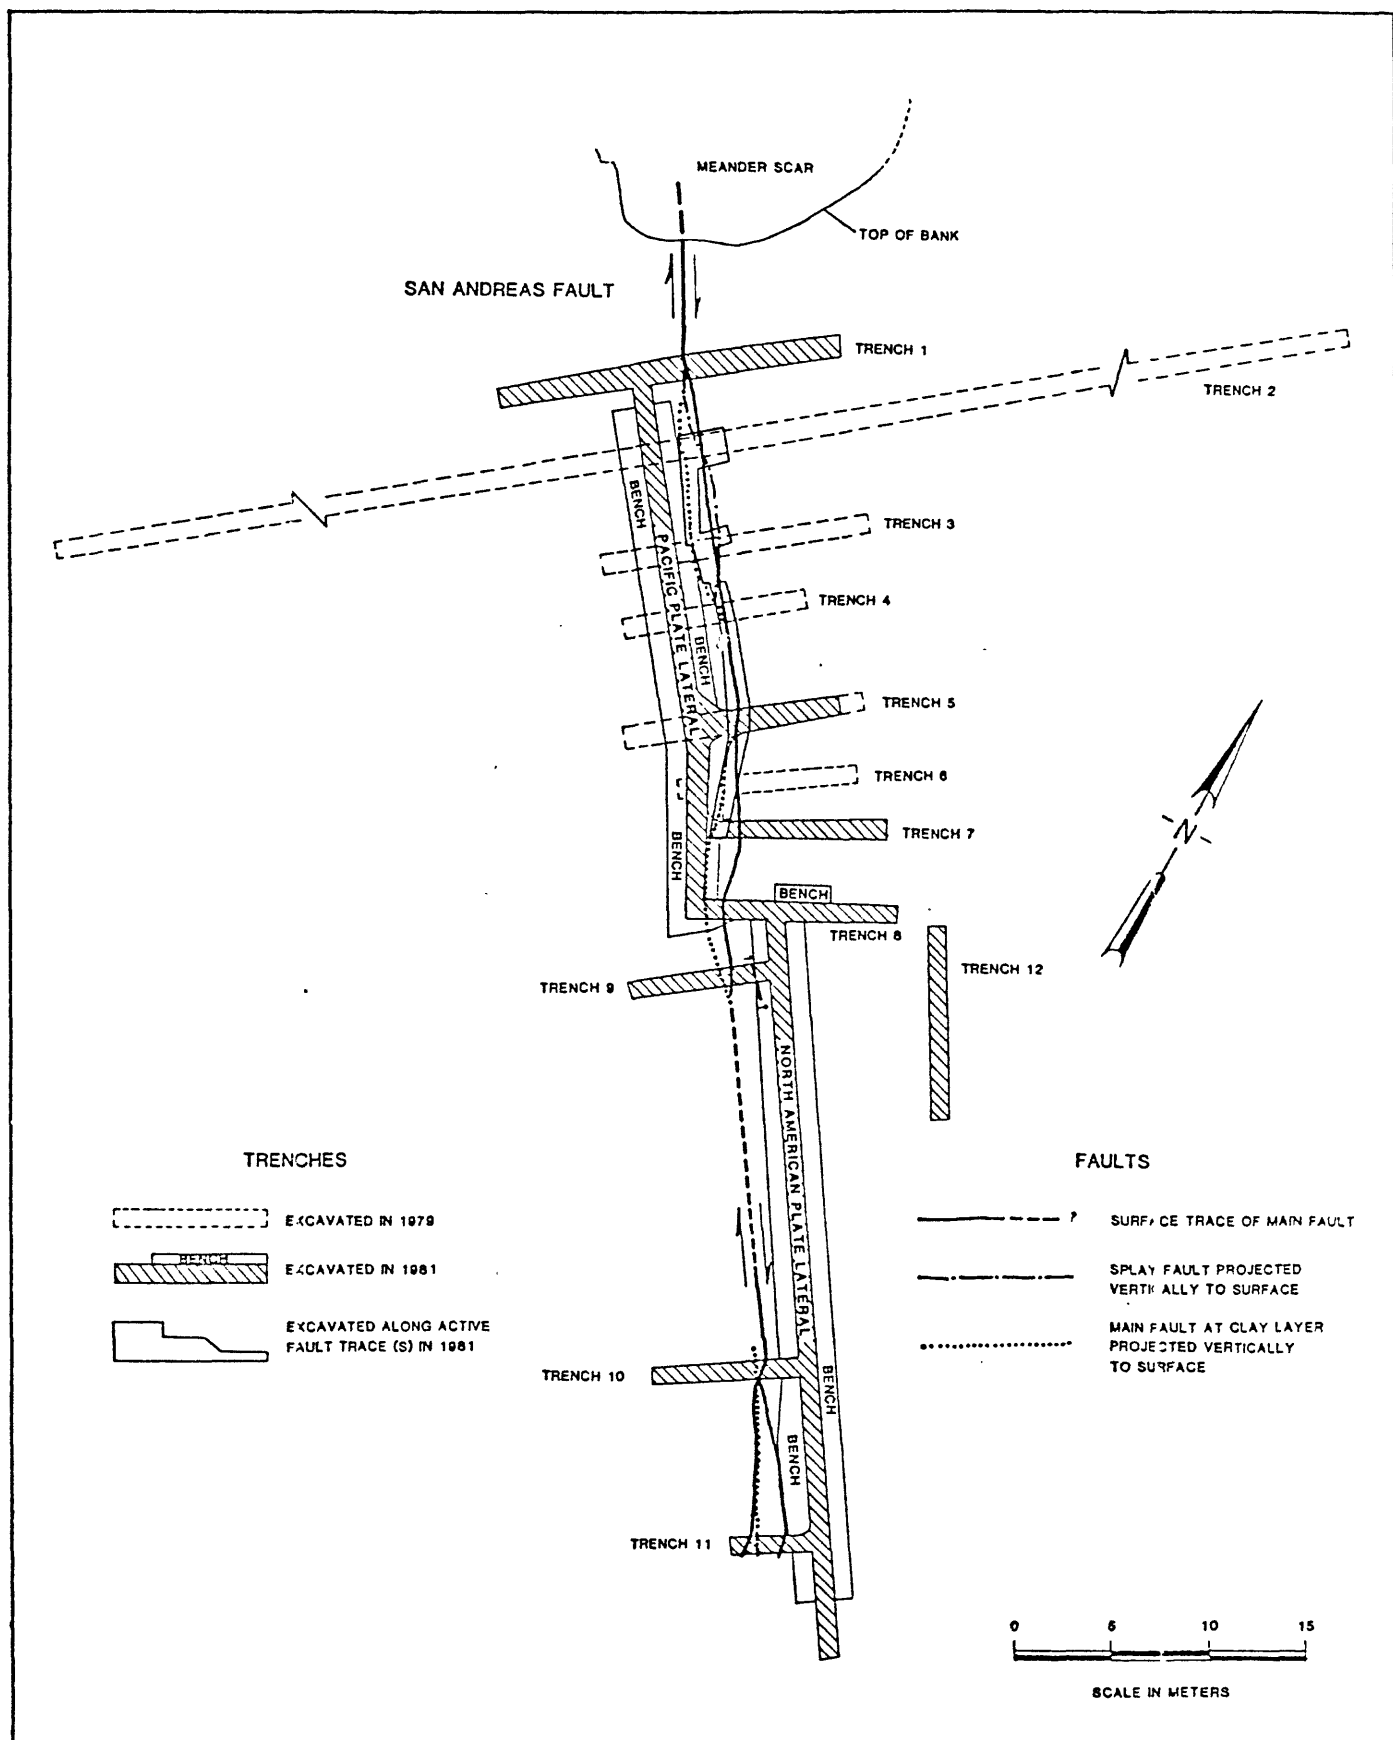 MEANDER SCAR
TOP OF BANK
SAN ANDREAS FAULT
TRENCH 1
TRENCH 2
TRENCH 3
BENCH
PACIFIC PLATE LATERAL
TRENCH 4
BENCH
TRENCH 5
TRENCH 6
TRENCH 7
BENCH
BENCH
TRENCH 8
N
TRENCH 12
TRENCH 9
NORTH AMERICAN PLATE LATERAL
TRENCHES
EXCAVATED IN 1979
BENCH
EXCAVATED IN 1981
EXCAVATED ALONG ACTIVE
FAULT TRACE (S) IN 1981
FAULTS
?
SURFACE TRACE OF MAIN FAULT
SPLAY FAULT PROJECTED
VERTICALLY TO SURFACE
MAIN FAULT AT CLAY LAYER
PROJECTED VERTICALLY
TO SURFACE
TRENCH 10
BENCH
BENCH
TRENCH 11
0 5 10 15
SCALE IN METERS